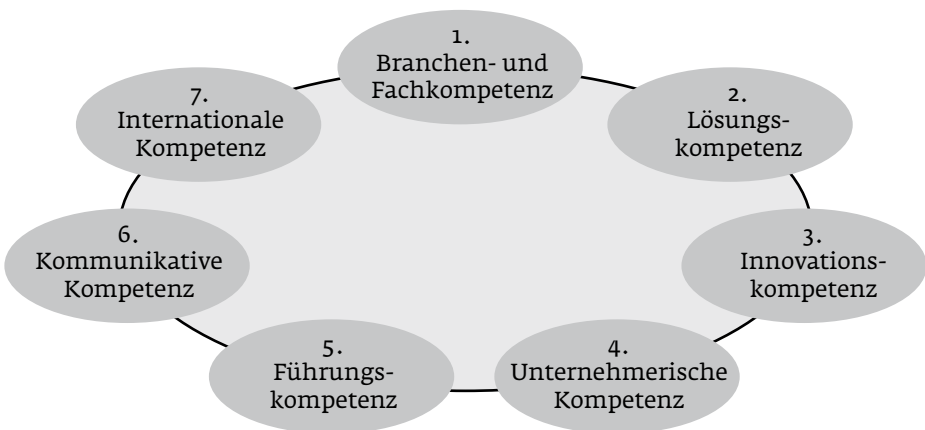 1.
Branchen- und
Fachkompetenz
2.
Lösungs-
kompetenz
3.
Innovations-
kompetenz
4.
Unternehmerische
Kompetenz
5.
Führungs-
kompetenz
6.
Kommunikative
Kompetenz
7.
Internationale
Kompetenz